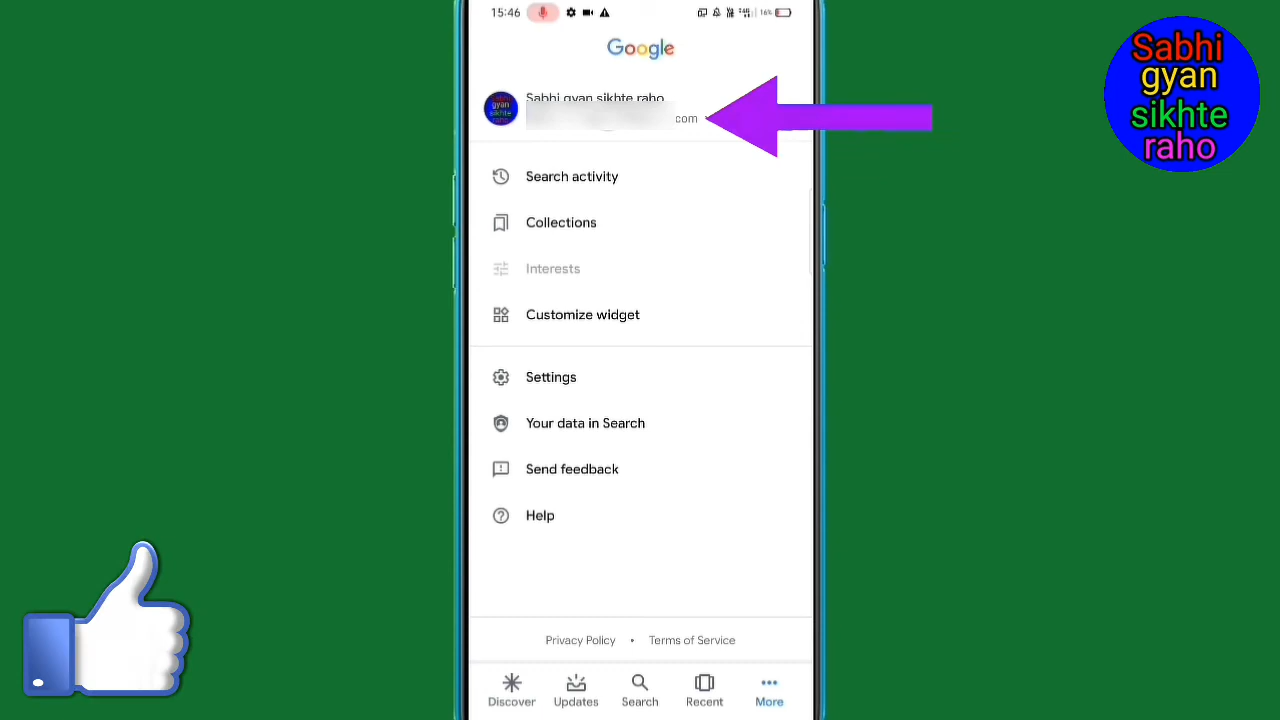 15:46
16%
Google
Sabhi gyan sikhte raho
com
Search activity
Collections
Interests
Customize widget
Settings
Your data in Search
Send feedback
Help
Privacy Policy • Terms of Service
Discover Updates Search Recent More
Sabhi
gyan
sikhte
raho